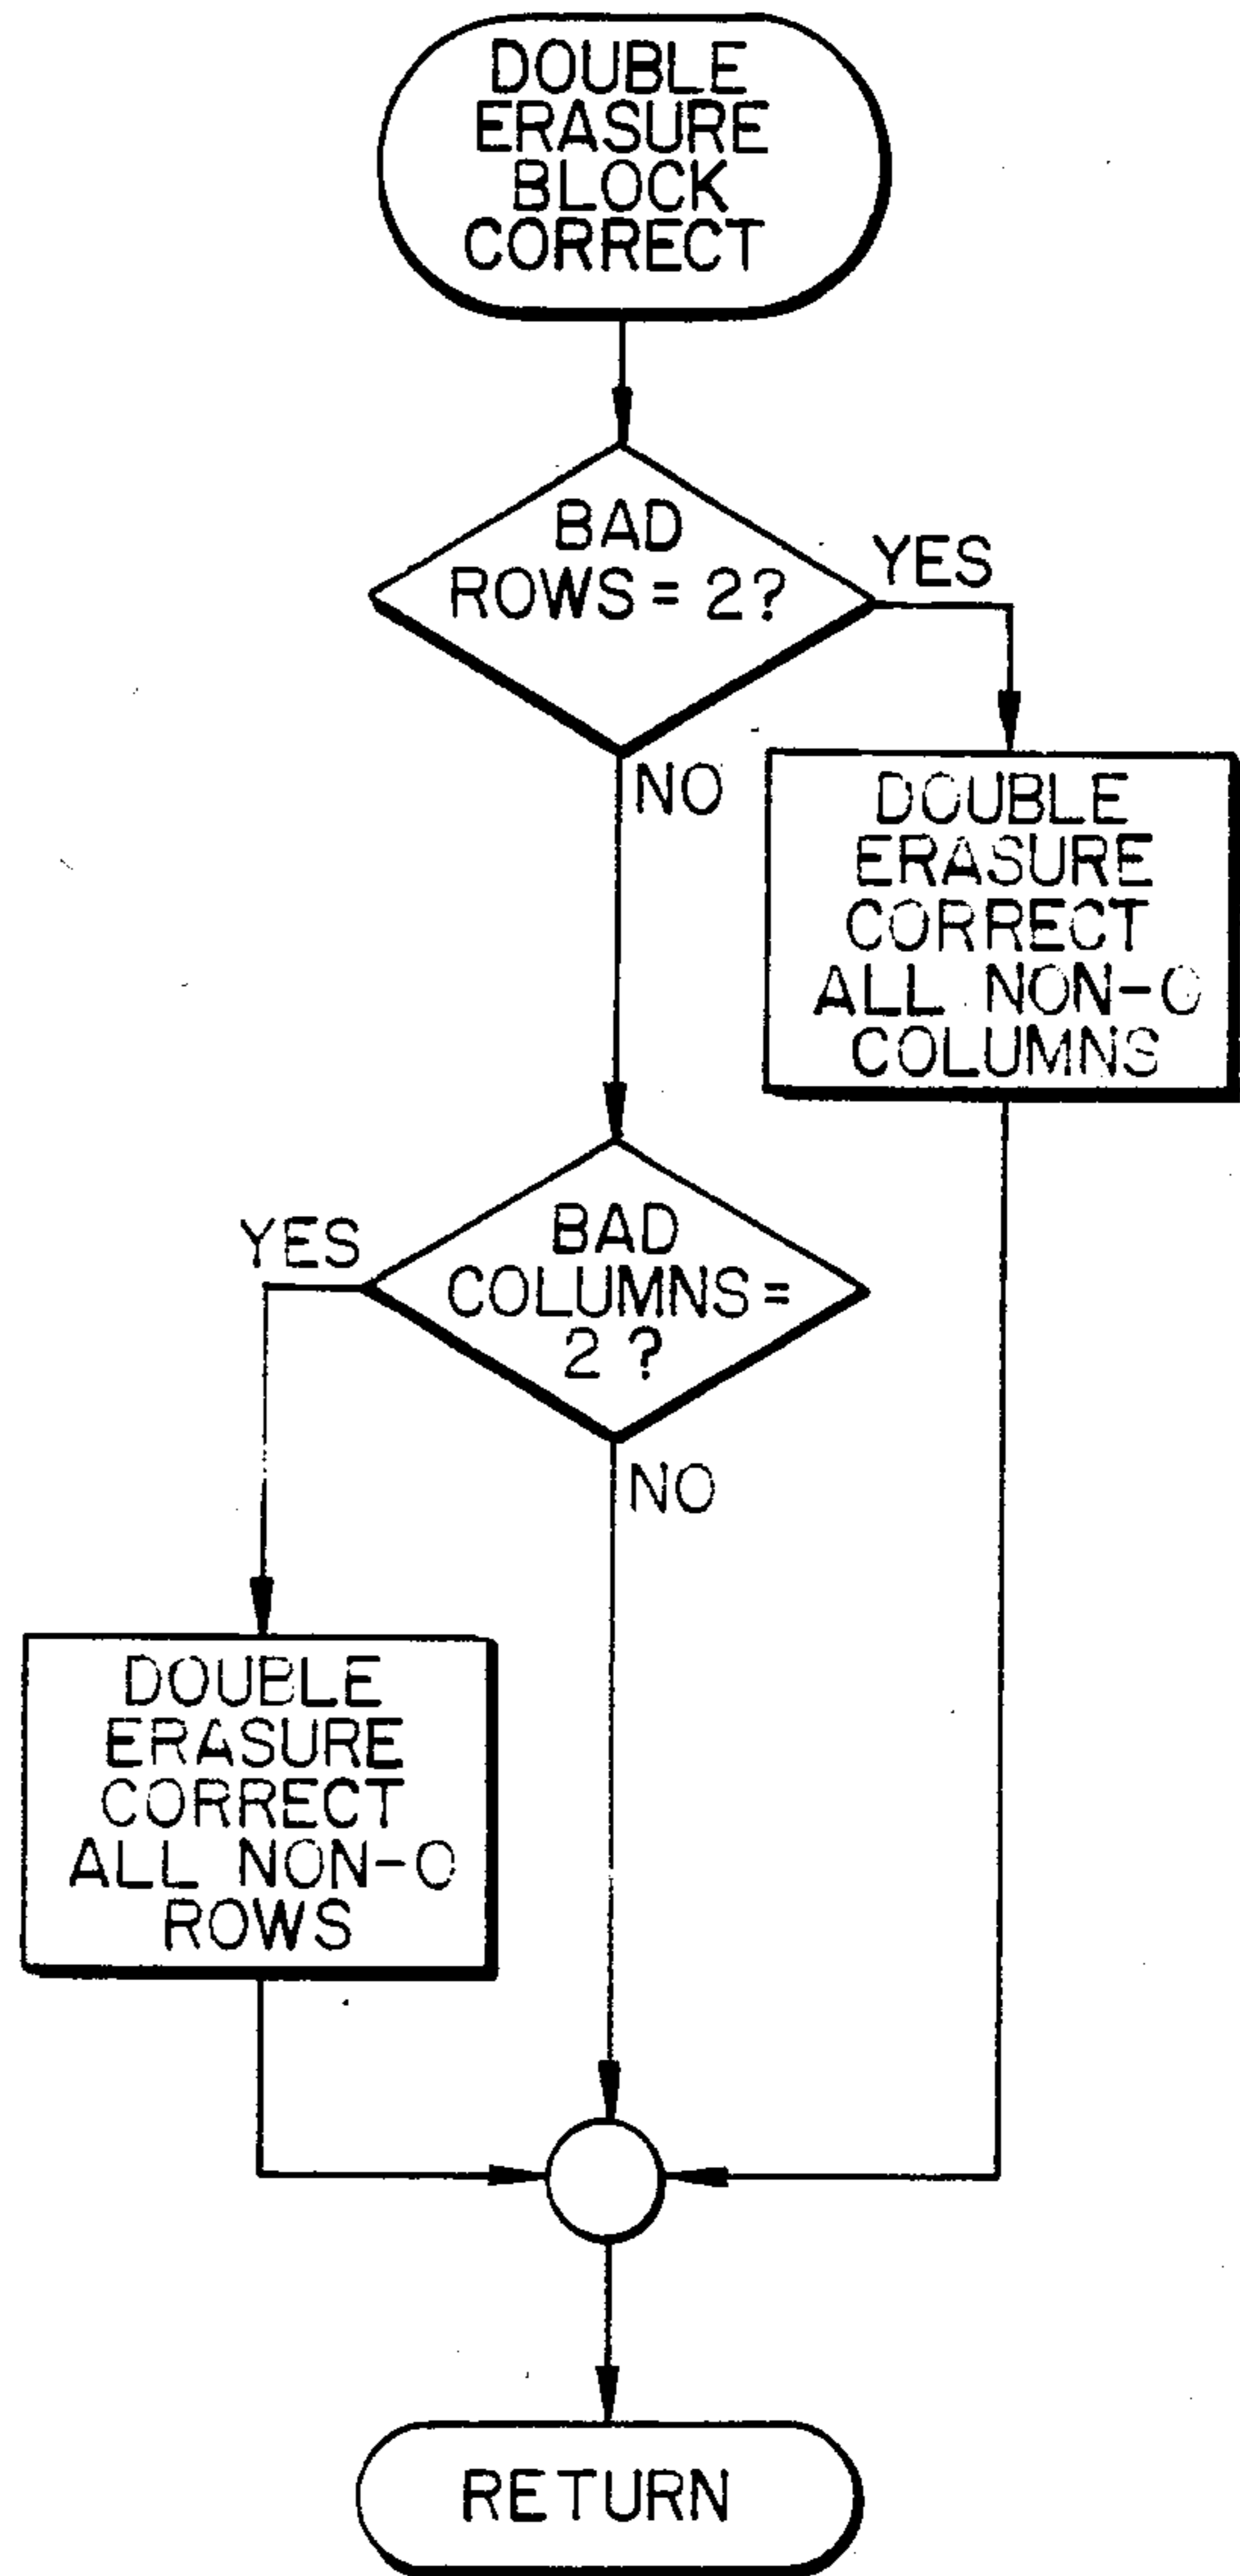 DOUBLE
ERASURE
BLOCK
CORRECT
BAD
ROWS = 2?
YES
NO
DOUBLE
ERASURE
CORRECT
ALL NON-0
COLUMNS
BAD
COLUMNS =
2 ?
YES
NO
DOUBLE
ERASURE
CORRECT
ALL NON-0
ROWS
RETURN